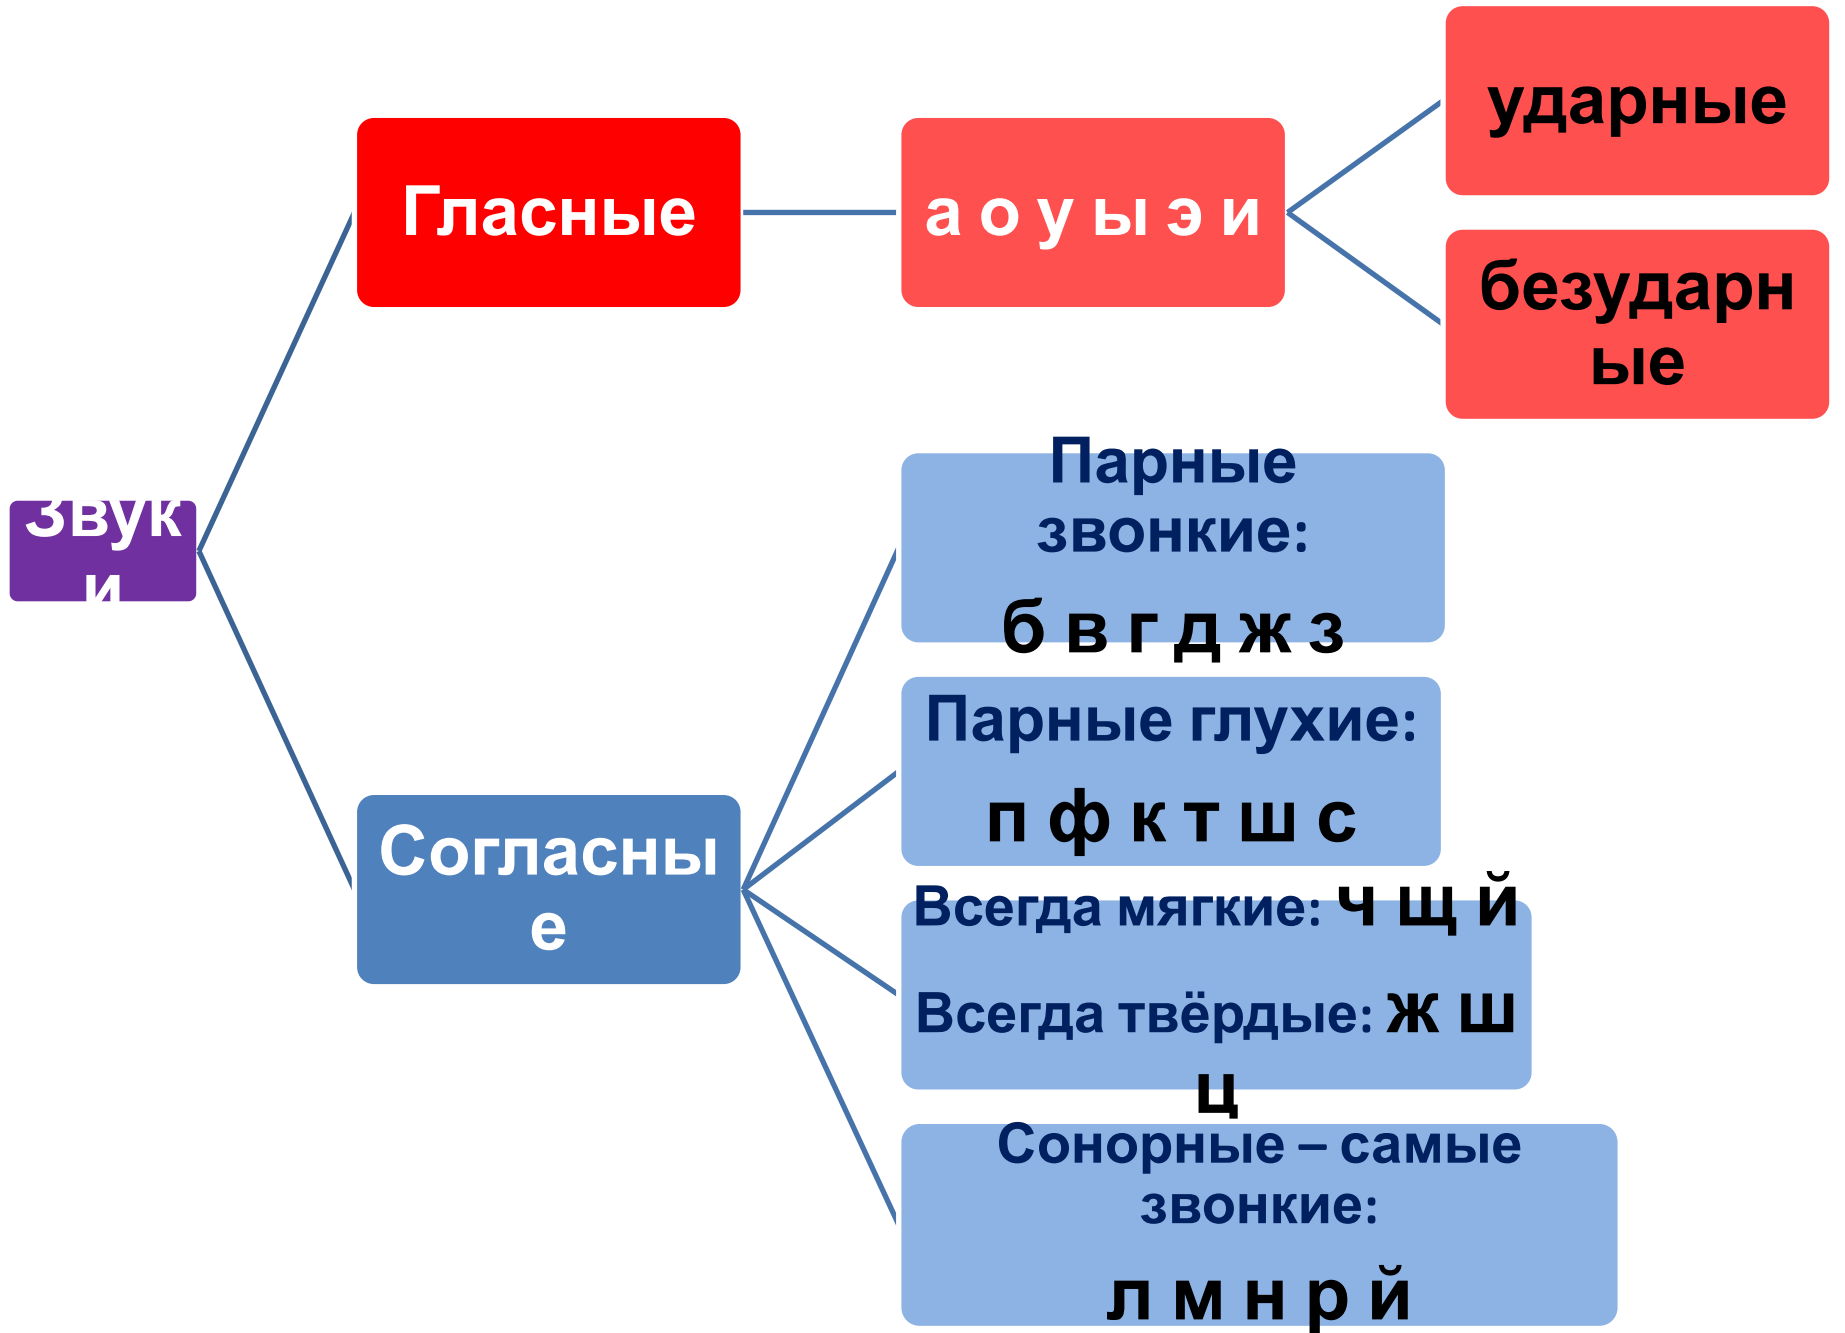 Звук
и
Гласные
а о у ы э и
ударные
безударн
ые
Согласны
е
Парные
звонкие:
б в г д ж з
Парные глухие:
п ф к т ш с
Всегда мягкие: ч щ й
Всегда твёрдые: ж ш
ц
Сонорные – самые
звонкие:
л м н р й